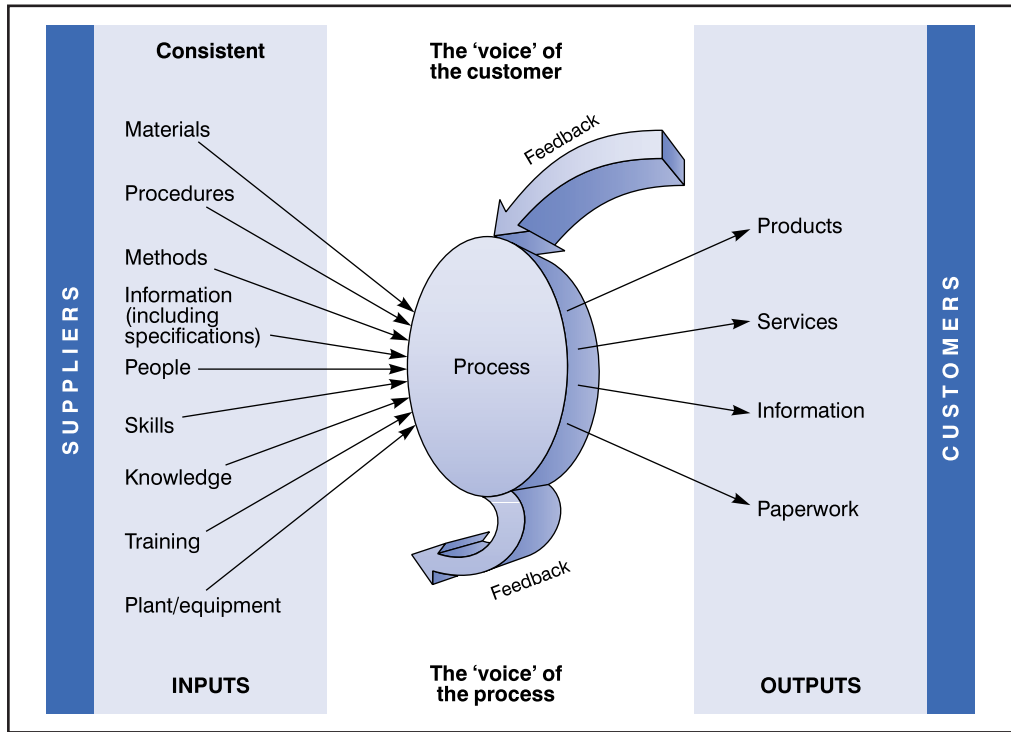 SUPPLIERS
Consistent
Materials
Procedures
Methods
Information
(including
specifications)
People
Skills
Knowledge
Training
Plant/equipment
INPUTS
The ‘voice’ of
the customer
Feedback
Process
Feedback
The ‘voice’ of
the process
Products
Services
Information
Paperwork
OUTPUTS
CUSTOMERS